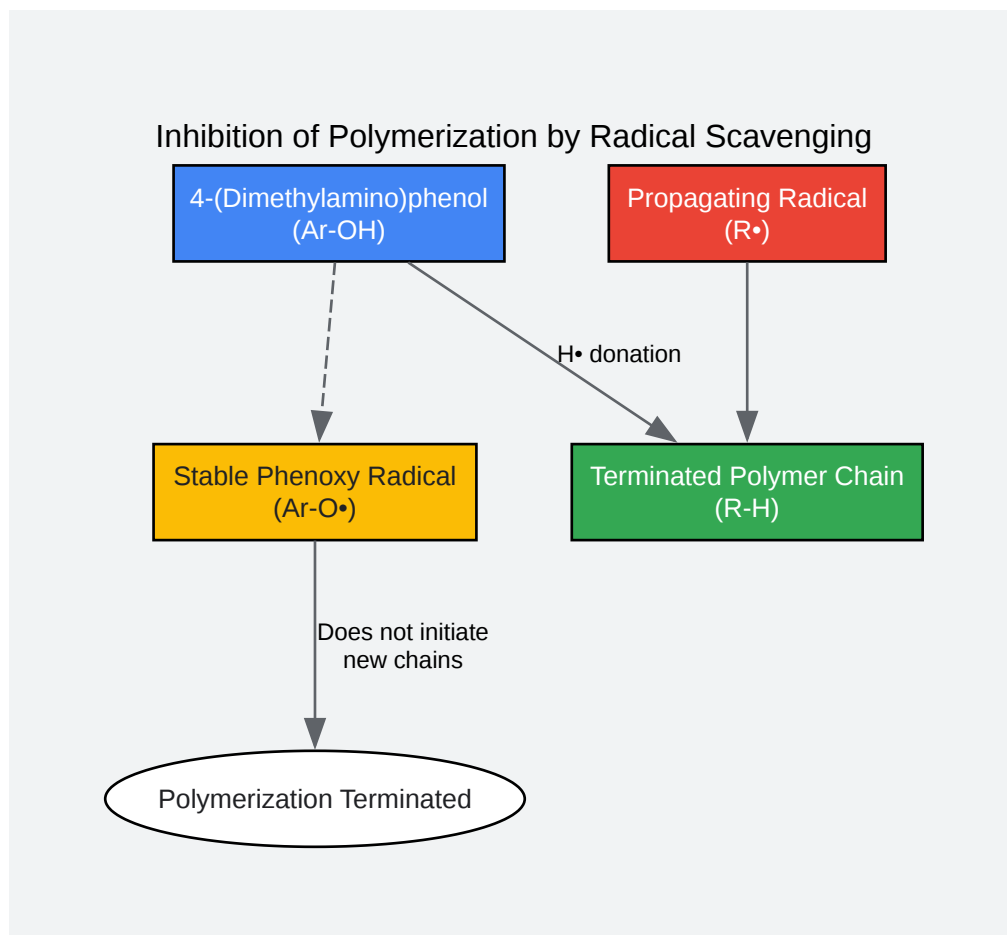 Inhibition of Polymerization by Radical Scavenging
4-(Dimethylamino)phenol
(Ar-OH)
Propagating Radical
(R•)
H• donation
Stable Phenoxy Radical
(Ar-O•)
Terminated Polymer Chain
(R-H)
Does not initiate
new chains
Polymerization Terminated